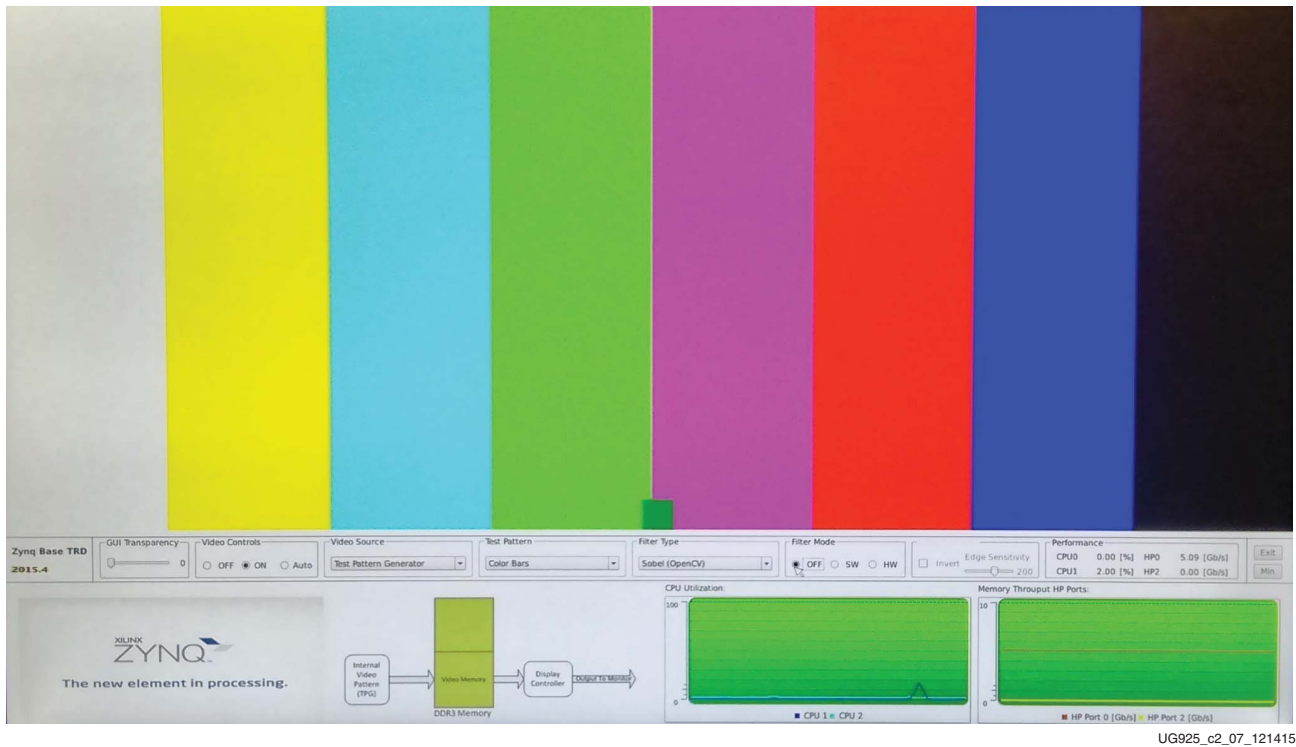 Zynq Base TRD
2015.4
GUI Transparency
0
Video Controls
OFF ON Auto
Video Source
Test Pattern Generator
Test Pattern
Color Bars
Filter Type
Sobel (OpenCV)
Filter Mode
OFF SW HW
Invert
Edge Sensitivity
200
Performance
CPU0 0.00 [%] HP0 5.09 [Gb/s]
CPU1 2.00 [%] HP2 0.00 [Gb/s]
Exit
Min
XILINX
ZYNQ
The new element in processing.
Internal
Video
Pattern
(TPG)
Video Memory
DDR3 Memory
Display
Controller
Output To Monitor
CPU Utilization:
100
0
CPU 1 CPU 2
Memory Throuput HP Ports:
10
0
HP Port 0 [Gb/s] HP Port 2 [Gb/s]
UG925_c2_07_121415